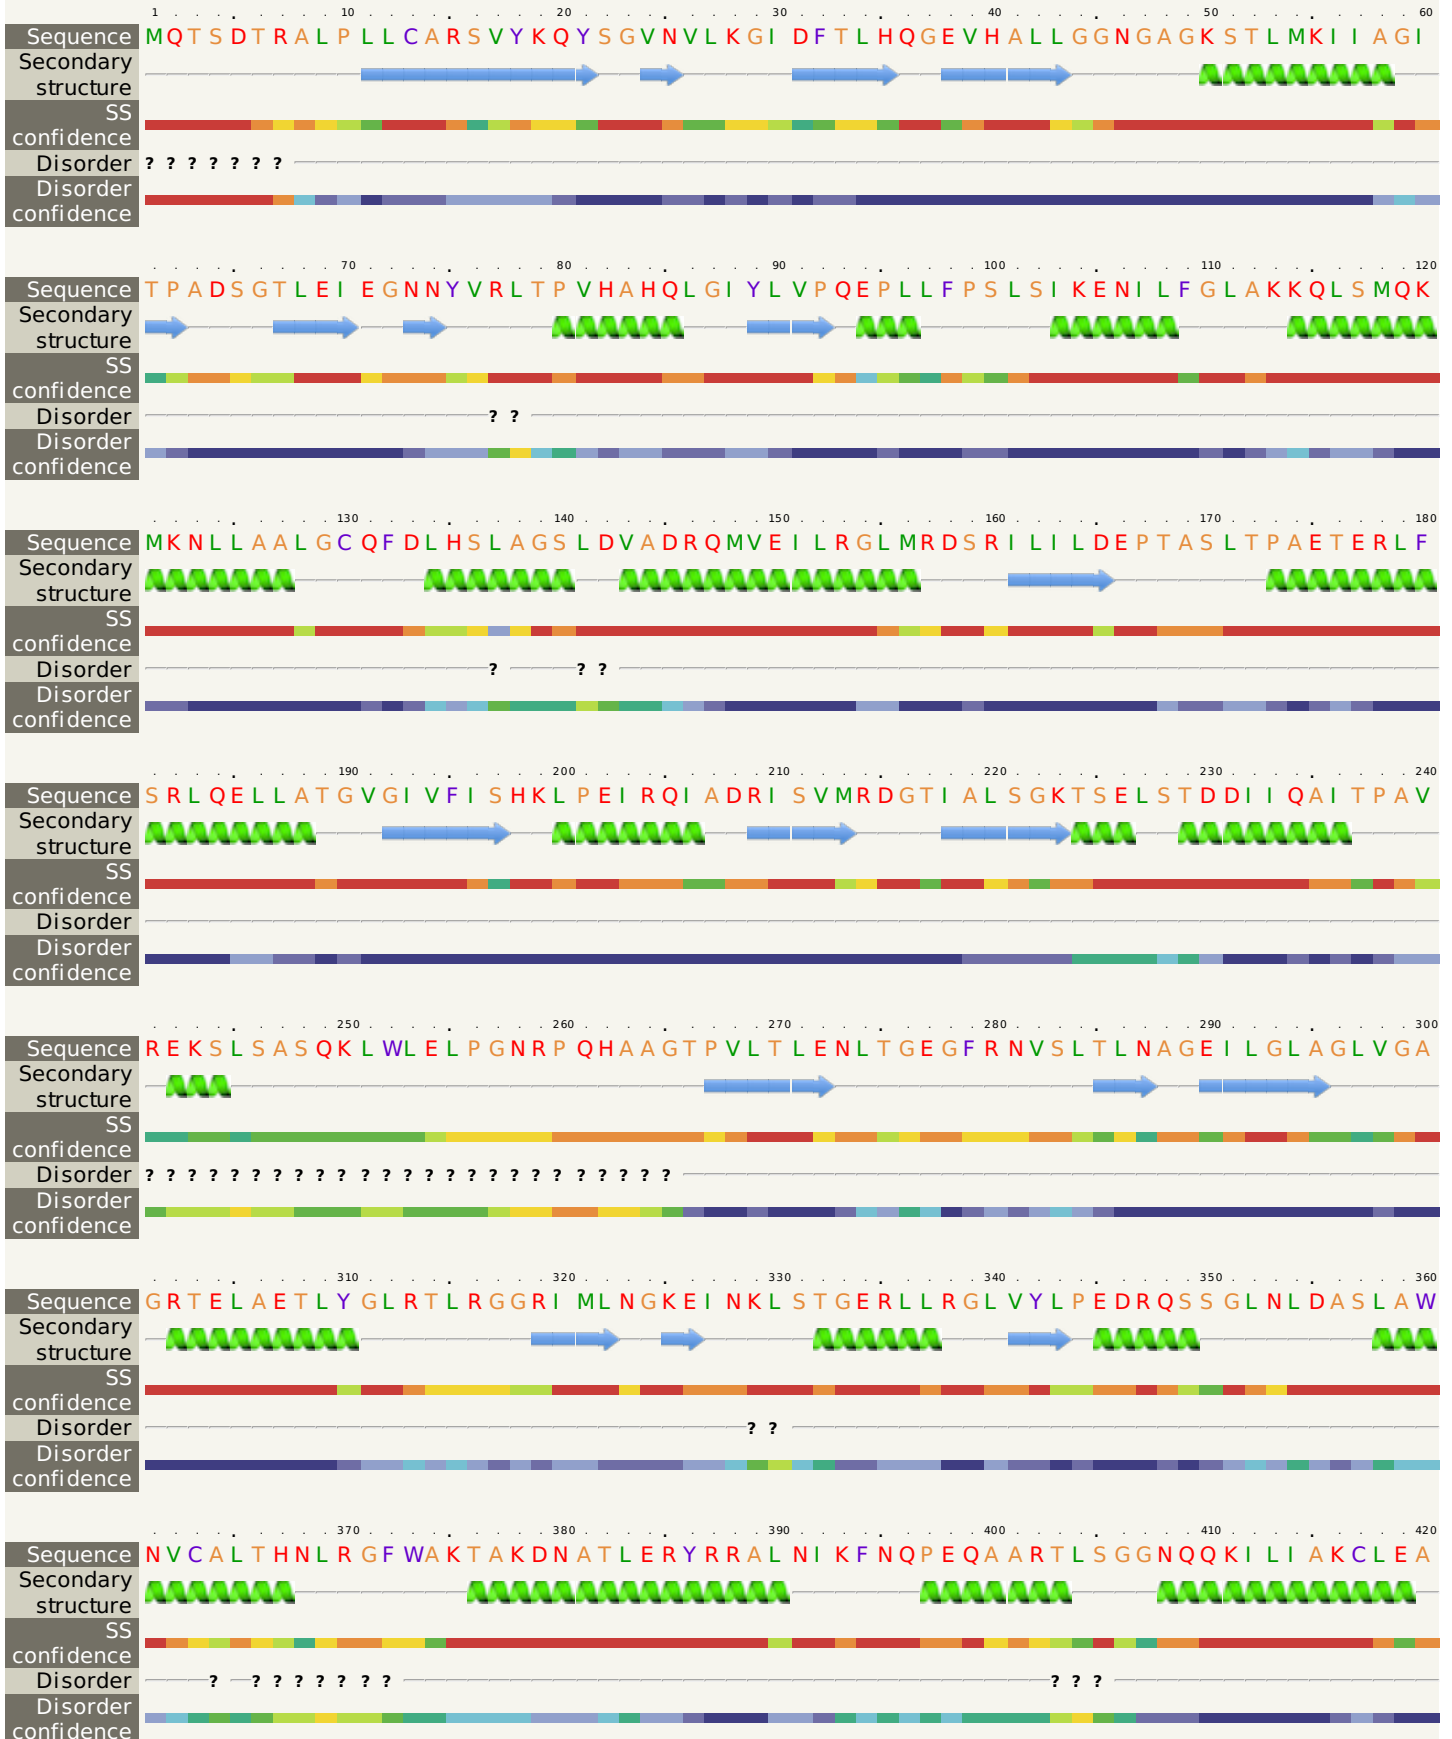 1 10 20 30 40 50 60
Sequence MQTSDTRALPLLCARSVYKQYSGVNVLKGIDFTLHQGEVHALLGGNGAGKSTLMKIIAGI
Secondary
structure
SS
confidence
Disorder ? ? ? ? ? ? ?
Disorder
confidence
70 80 90 100 110 120
Sequence TPADSGTLEIEGNNYVRLTPVHAHQLGIYLVPQEPLLFPSLSIKENILFGLAKKQLSMQK
Secondary
structure
SS
confidence
Disorder ? ?
Disorder
confidence
130 140 150 160 170 180
Sequence MKNLLAALGCQFDLHSLAGSLDVADRQMVEILRGLMRDSRILILDEPTASLTPAETERLF
Secondary
structure
SS
confidence
Disorder ? ? ?
Disorder
confidence
190 200 210 220 230 240
Sequence SRLQELLATGVGIVFISHKLPEIRQIADRISVMRDGTIALSGKTSELSTDDIIQAITPAV
Secondary
structure
SS
confidence
Disorder
Disorder
confidence
250 260 270 280 290 300
Sequence REKSLSASQKLWLELPGNRPQHAAGTPVLTLENLTGEGFRNVSLTLNAGEILGLAGLVGA
Secondary
structure
SS
confidence
Disorder ? ? ? ? ? ? ? ? ? ? ? ? ? ? ? ? ? ? ? ? ? ? ? ? ?
Disorder
confidence
310 320 330 340 350 360
Sequence GRTELAETLYGLRTLRGGRIMLNGKEINKLSTGERLLRGLVYLPEDRQSSGLNLDASLAW
Secondary
structure
SS
confidence
Disorder ? ?
Disorder
confidence
370 380 390 400 410 420
Sequence NVCALTHNLRGFWAKTAKDNATLERYRRALNIKFNQPEQAARTLSGGNQQKILIAKCLEA
Secondary
structure
SS
confidence
Disorder ? ? ? ? ? ? ? ? ? ? ?
Disorder
confidence